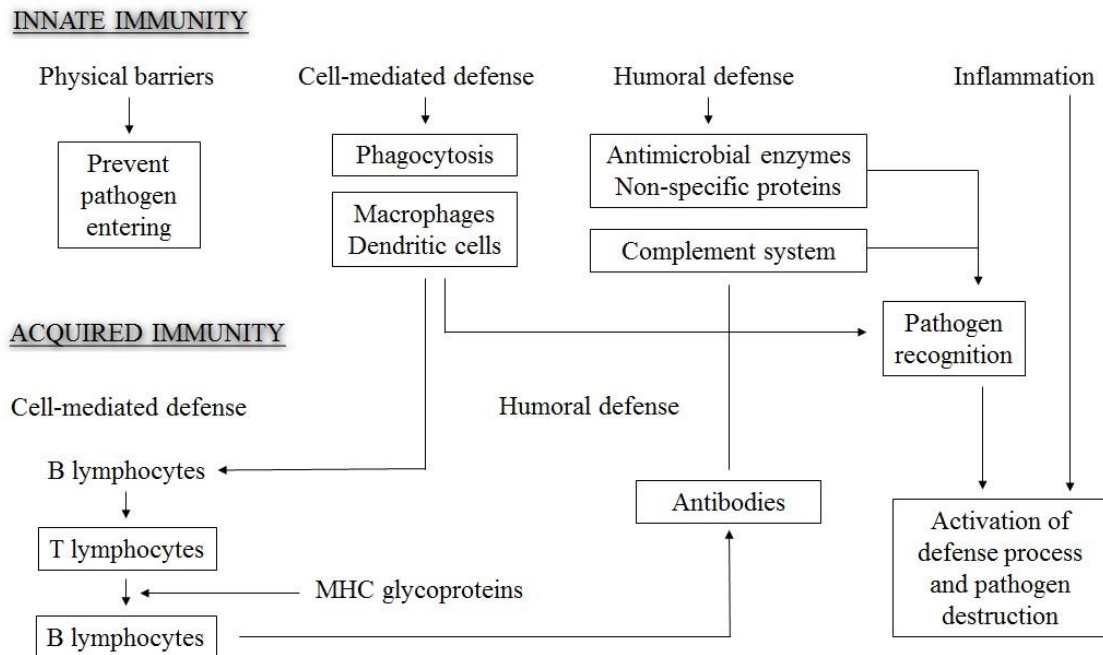 INNATE IMMUNITY
Physical barriers
Cell-mediated defense
Humoral defense
Inflammation
Prevent
pathogen
entering
Phagocytosis
Macrophages
Dendritic cells
Antimicrobial enzymes
Non-specific proteins
Complement system
Pathogen
recognition
ACQUIRED IMMUNITY
Cell-mediated defense
Humoral defense
B lymphocytes
T lymphocytes
MHC glycoproteins
B lymphocytes
Antibodies
Activation of
defense process
and pathogen
destruction